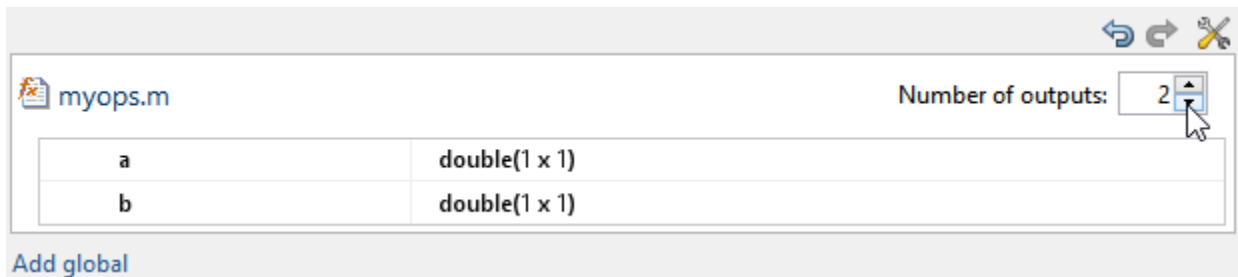 myops.m Number of outputs: 2
a double(1 x 1)
b double(1 x 1)
Add global